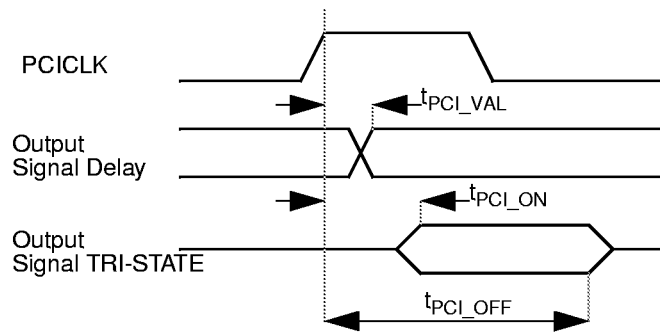 PCICLK
tPCI_VAL
Output
Signal Delay
tPCI_ON
Output
Signal TRI-STATE
tPCI_OFF